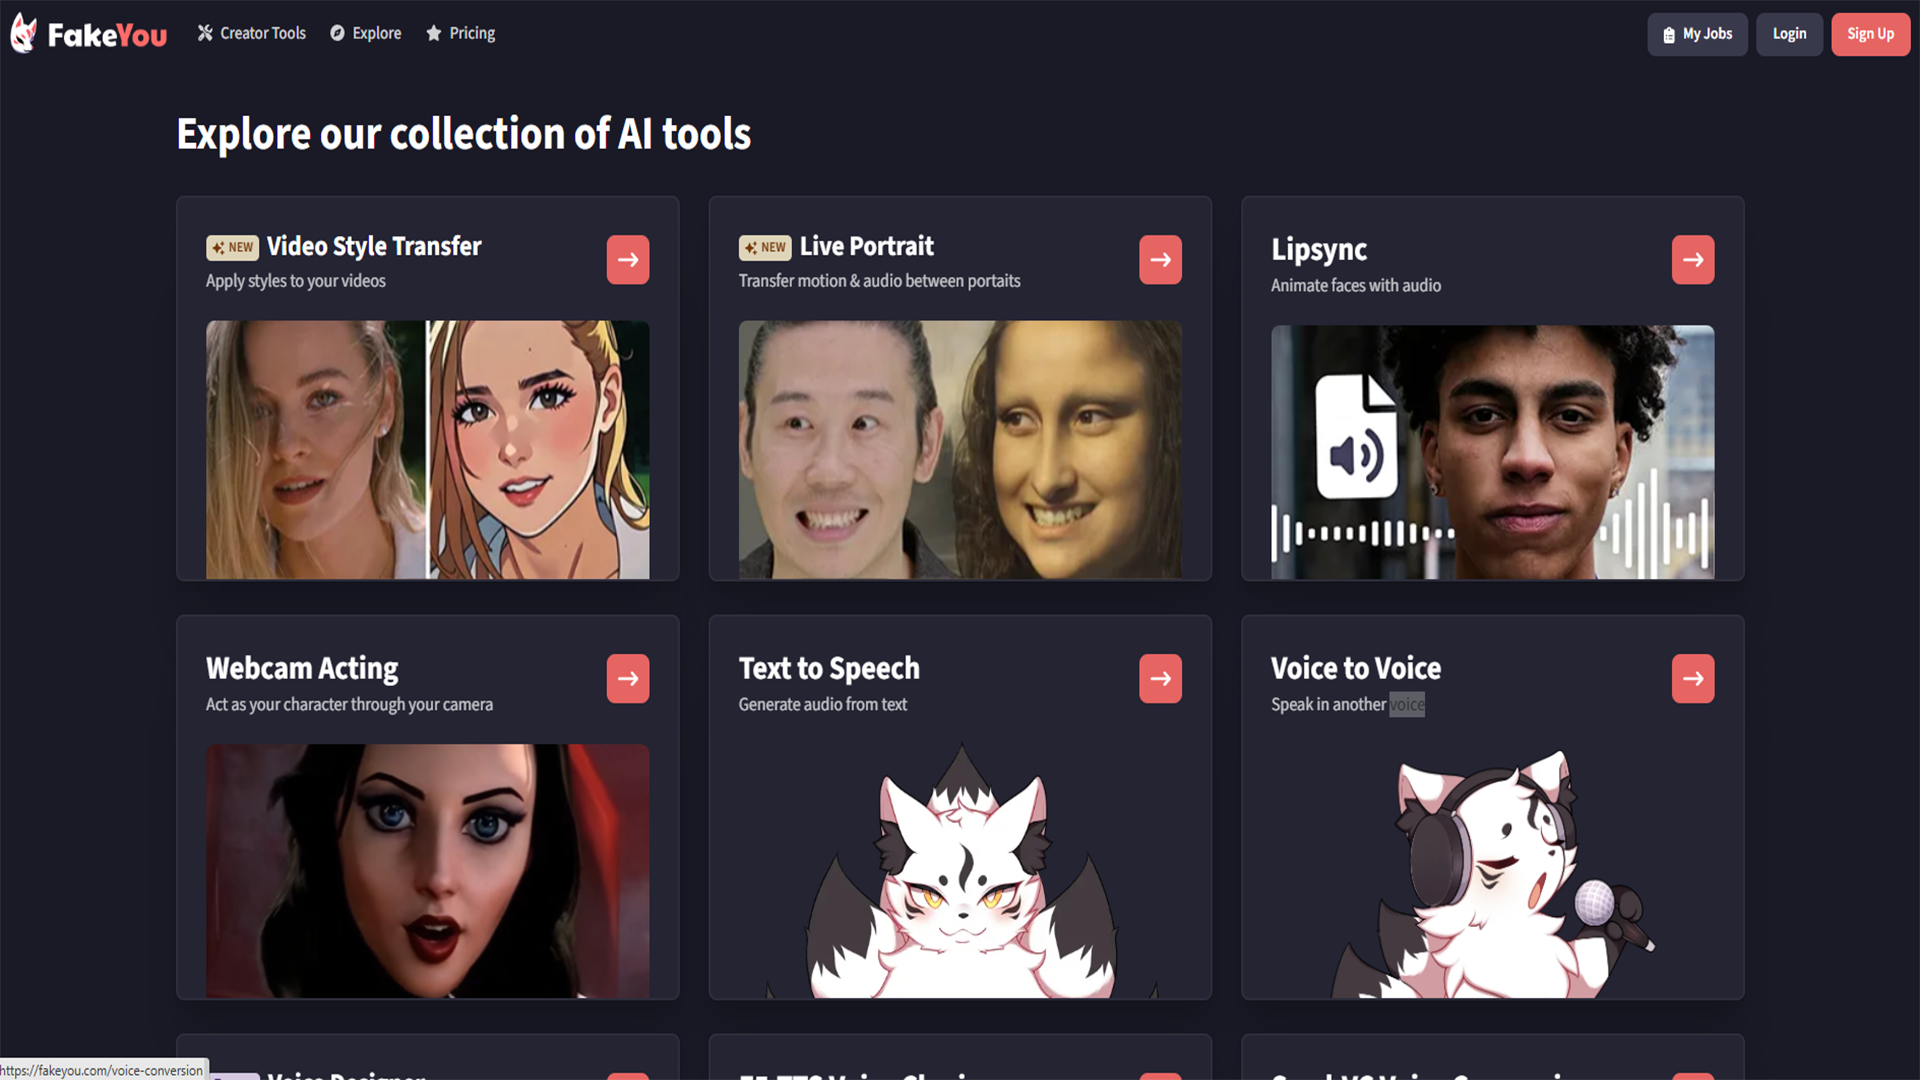 FakeYou
Creator Tools
Explore
Pricing
My Jobs
Login
Sign Up
Explore our collection of AI tools
NEW Video Style Transfer
Apply styles to your videos
NEW Live Portrait
Transfer motion & audio between portaits
Lipsync
Animate faces with audio
Webcam Acting
Act as your character through your camera
Text to Speech
Generate audio from text
Voice to Voice
Speak in another voice
https://fakeyou.com/voice-conversion
Voice Designer